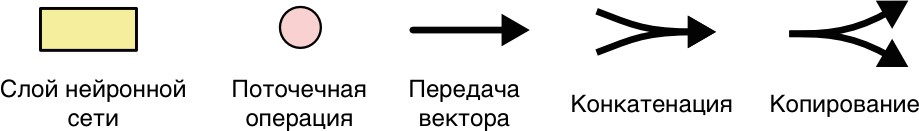 Слой нейронной
сети
Поточечная
операция
Передача
вектора
Конкатенация
Копирование